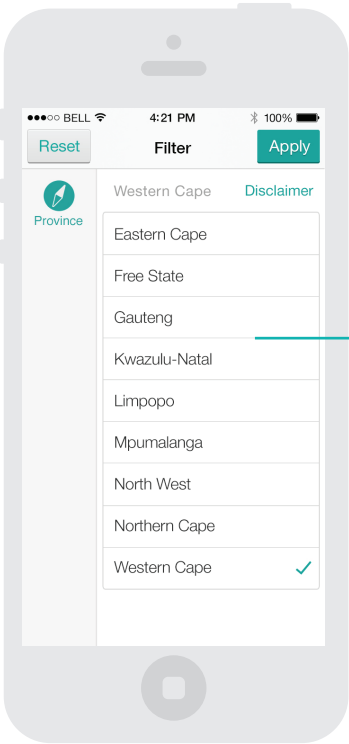 BELL 4:21 PM 100%
Reset Filter Apply
Western Cape Disclaimer
Province
Eastern Cape
Free State
Gauteng
Kwazulu-Natal
Limpopo
Mpumalanga
North West
Northern Cape
Western Cape